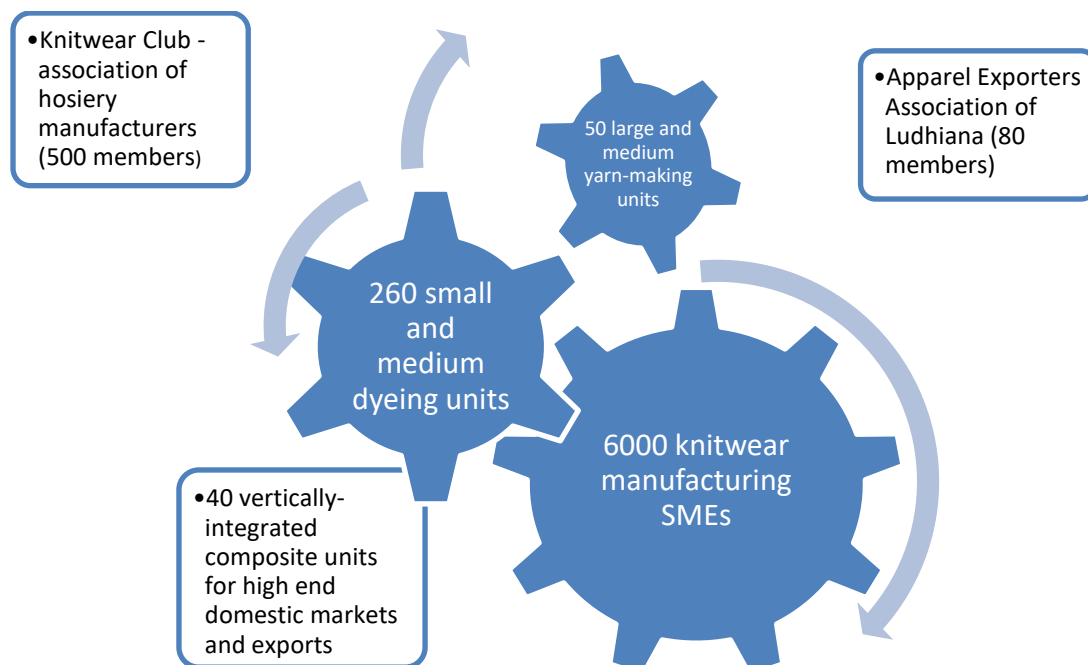 •Knitwear Club -
association of
hosiery
manufacturers
(500 members)
50 large and
medium
yarn-making
units
•Apparel Exporters
Association of
Ludhiana (80
members)
260 small
and
medium
dyeing units
6000 knitwear
manufacturing
SMEs
•40 vertically-
integrated
composite units
for high end
domestic markets
and exports